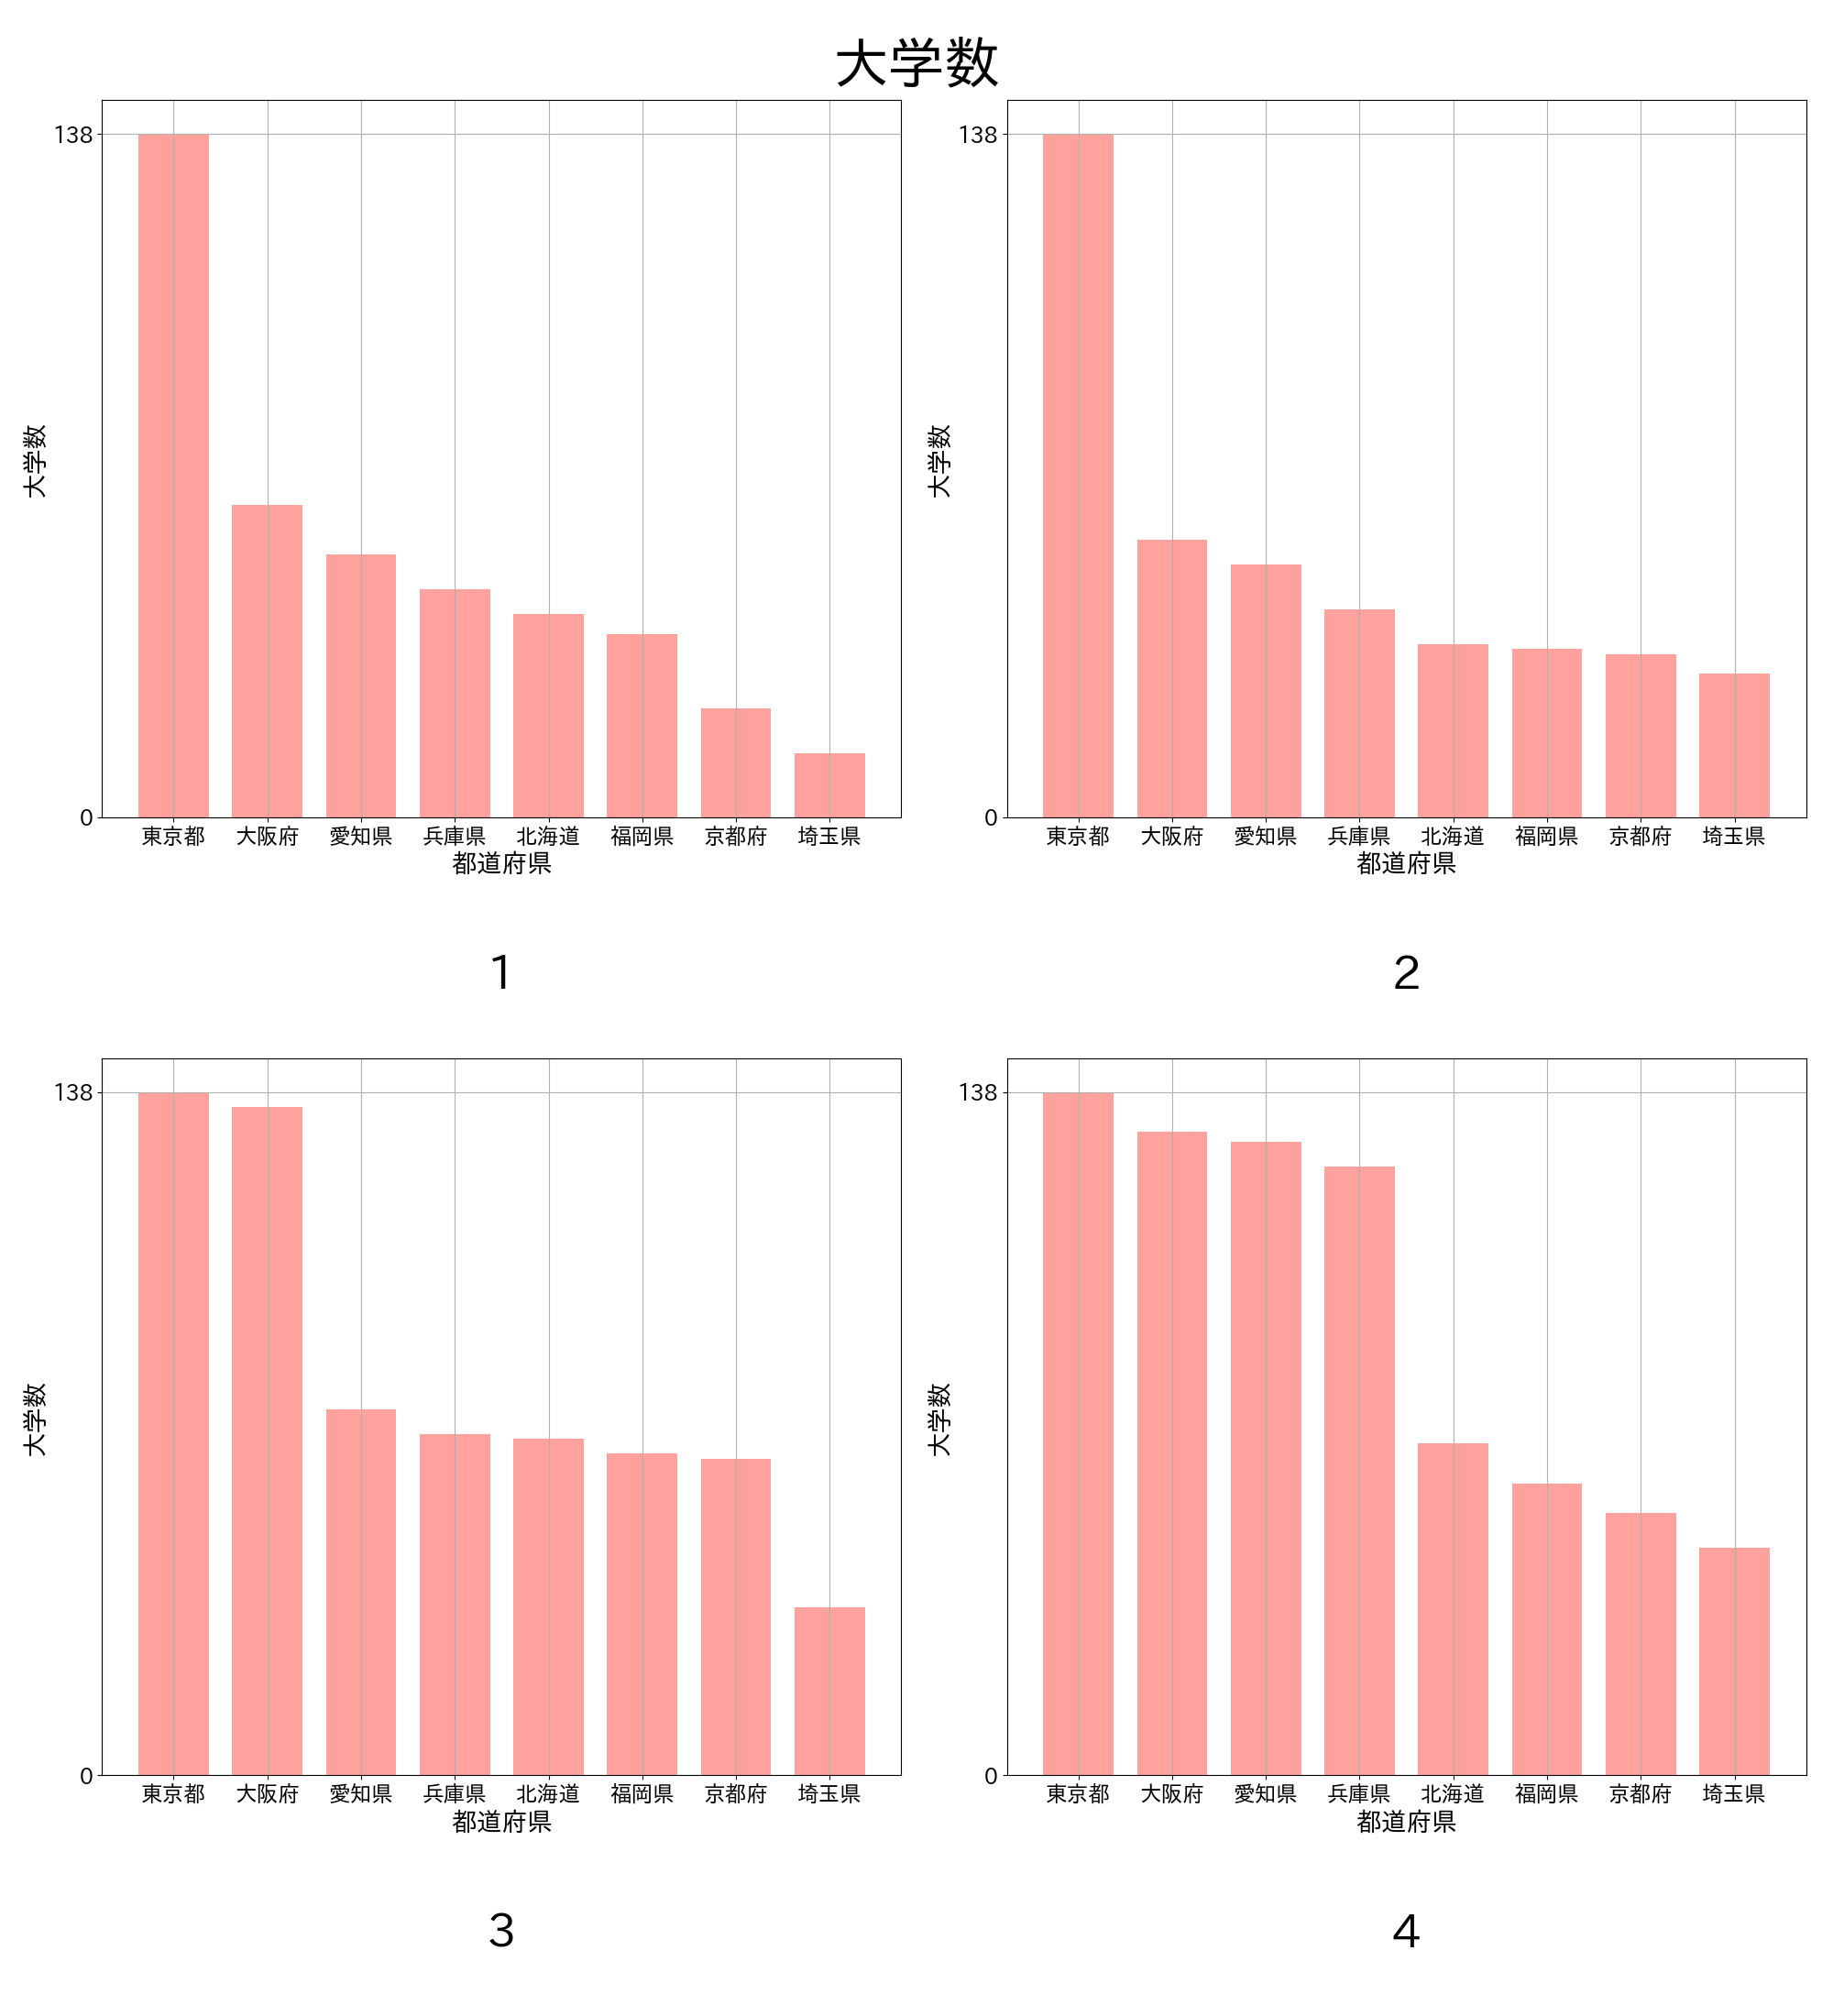 大学数
138
0
大学数
東京都 大阪府 愛知県 兵庫県 北海道 福岡県 京都府 埼玉県
都道府県
1
138
0
大学数
東京都 大阪府 愛知県 兵庫県 北海道 福岡県 京都府 埼玉県
都道府県
2
138
0
大学数
東京都 大阪府 愛知県 兵庫県 北海道 福岡県 京都府 埼玉県
都道府県
3
138
0
大学数
東京都 大阪府 愛知県 兵庫県 北海道 福岡県 京都府 埼玉県
都道府県
4